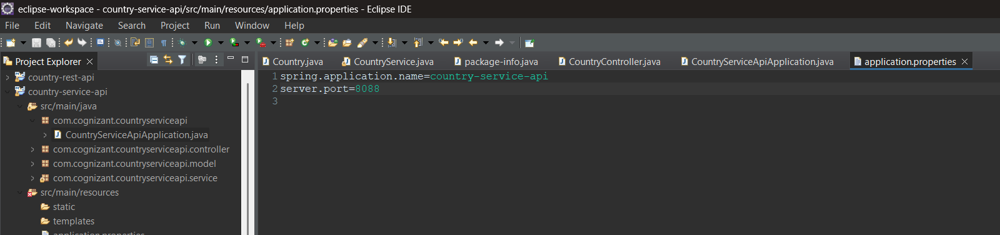 eclipse-workspace - country-service-api/src/main/resources/application.properties - Eclipse IDE
File Edit Navigate Search Project Run Window Help
Project Explorer
Country.java CountryService.java package-info.java CountryController.java CountryServiceApiApplication.java application.properties
country-rest-api
country-service-api
src/main/java
com.cognizant.countryserviceapi
CountryServiceApiApplication.java
com.cognizant.countryserviceapi.controller
com.cognizant.countryserviceapi.model
com.cognizant.countryserviceapi.service
src/main/resources
static
templates
application.properties
1 spring.application.name=country-service-api
2 server.port=8088
3